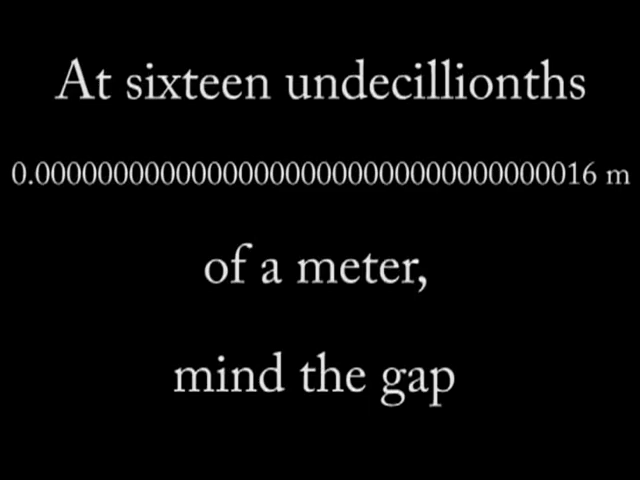 At sixteen undecillionths
0.000000000000000000000000000000000016 m
of a meter,
mind the gap